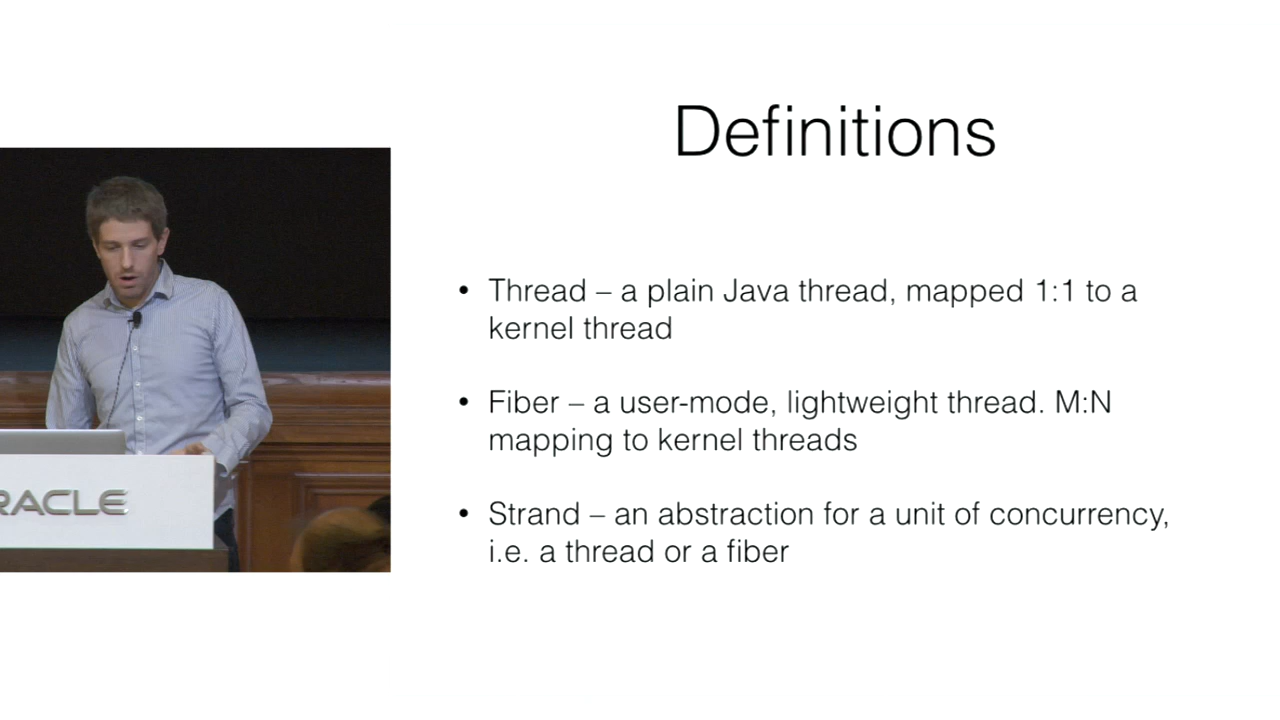 Definitions
• Thread – a plain Java thread, mapped 1:1 to a
kernel thread
• Fiber – a user-mode, lightweight thread. M:N
mapping to kernel threads
• Strand – an abstraction for a unit of concurrency,
i.e. a thread or a fiber
RACLE